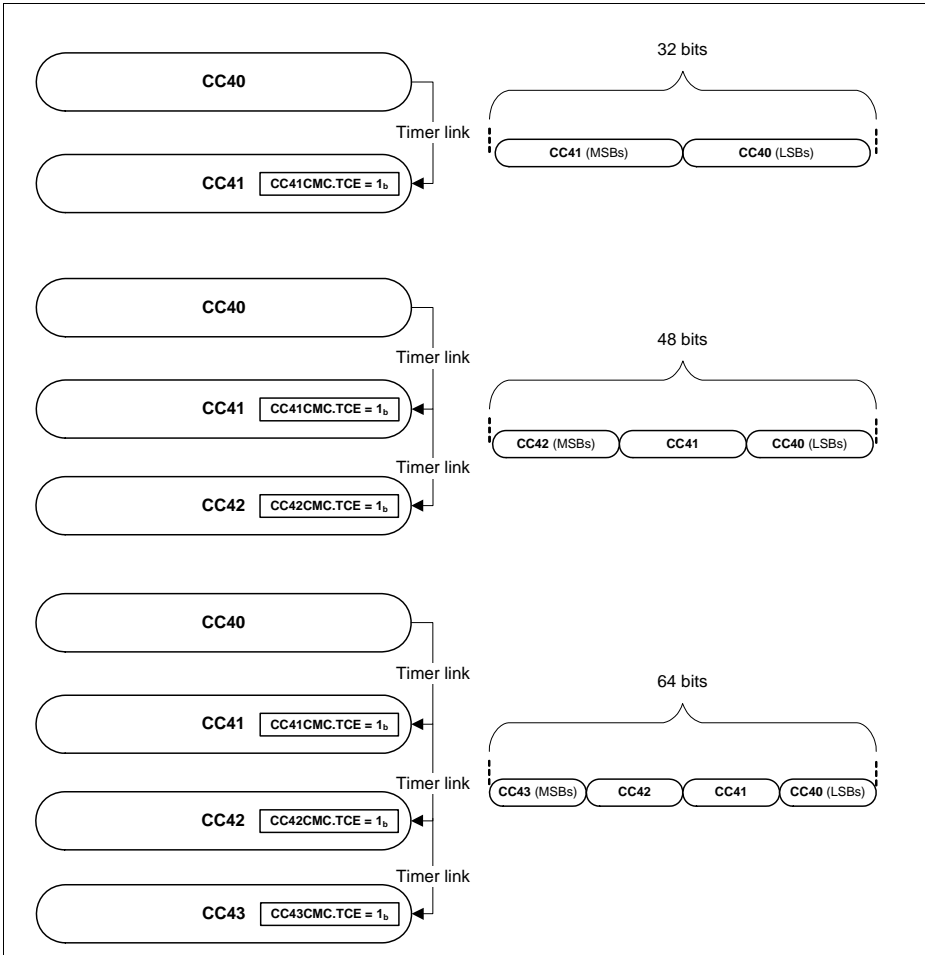 CC40
32 bits
Timer link
CC41 (MSBs) CC40 (LSBs)
CC41 CC41CMC.TCE = 1b
CC40
48 bits
Timer link
CC41 CC41CMC.TCE = 1b
CC42 (MSBs) CC41 CC40 (LSBs)
Timer link
CC42 CC42CMC.TCE = 1b
CC40
Timer link
64 bits
CC41 CC41CMC.TCE = 1b
Timer link
CC43 (MSBs) CC42 CC41 CC40 (LSBs)
CC42 CC42CMC.TCE = 1b
Timer link
CC43 CC43CMC.TCE = 1b